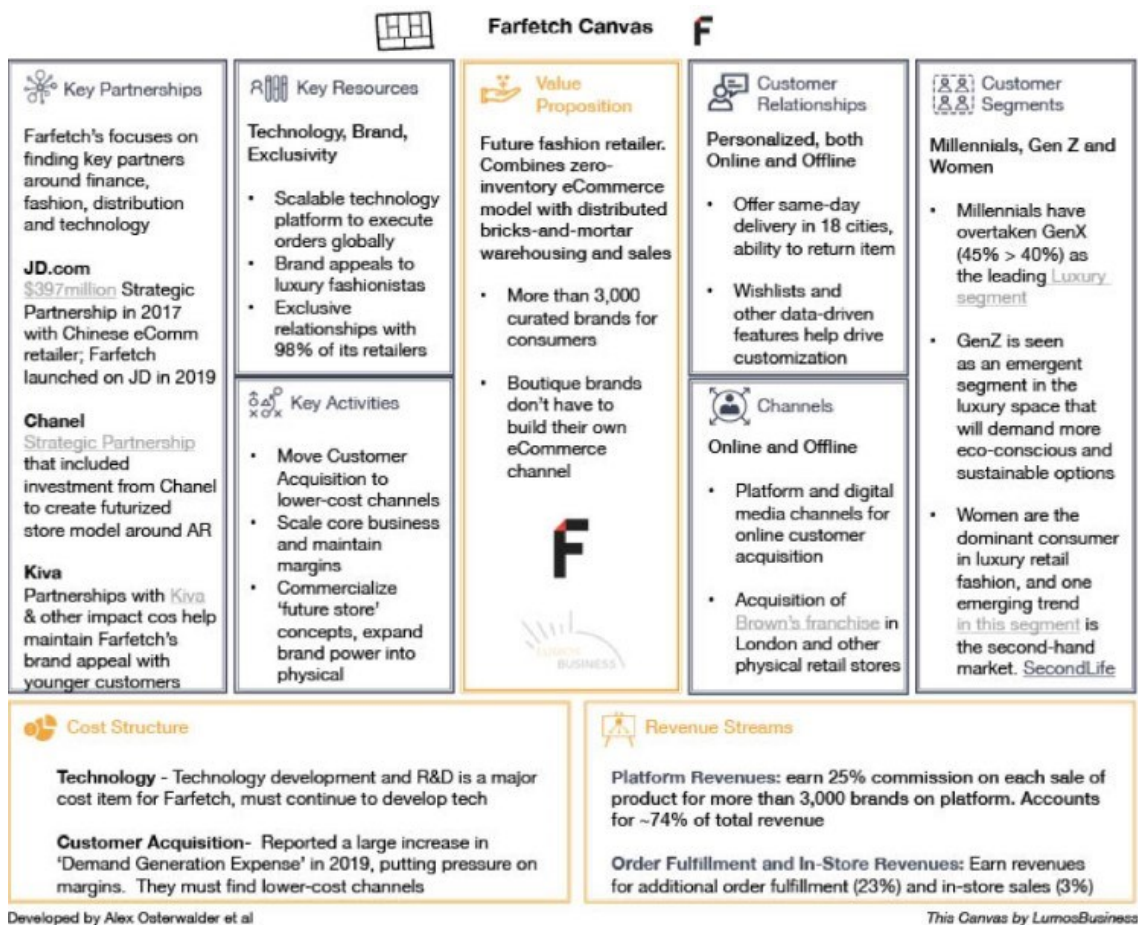 Farfetch Canvas
F
Key Partnerships
Farfetch's focuses on
finding key partners
around finance,
fashion, distribution
and technology
JD.com
$397million Strategic
Partnership in 2017
with Chinese eComm
retailer; Farfetch
launched on JD in 2019
Chanel
Strategic Partnership
that included
investment from Chanel
to create futurized
store model around AR
Kiva
Partnerships with Kiva
& other impact cos help
maintain Farfetch's
brand appeal with
younger customers
Key Resources
Technology, Brand,
Exclusivity
• Scalable technology
platform to execute
orders globally
• Brand appeals to
luxury fashionistas
• Exclusive
relationships with
98% of its retailers
Key Activities
• Move Customer
Acquisition to
lower-cost channels
• Scale core business
and maintain
margins
• Commercialize
'future store'
concepts, expand
brand power into
physical
Value
Proposition
Future fashion retailer.
Combines zero-
inventory eCommerce
model with distributed
bricks-and-mortar
warehousing and sales
• More than 3,000
curated brands for
consumers
• Boutique brands
don't have to
build their own
eCommerce
channel
F
LUMOS
BUSINESS
Customer
Relationships
Personalized, both
Online and Offline
• Offer same-day
delivery in 18 cities,
ability to return item
• Wishlists and
other data-driven
features help drive
customization
Channels
Online and Offline
• Platform and digital
media channels for
online customer
acquisition
• Acquisition of
Brown's franchise in
London and other
physical retail stores
Customer
Segments
Millennials, Gen Z and
Women
• Millennials have
overtaken GenX
(45% > 40%) as
the leading Luxury
segment
• GenZ is seen
as an emergent
segment in the
luxury space that
will demand more
eco-conscious and
sustainable options
• Women are the
dominant consumer
in luxury retail
fashion, and one
emerging trend
in this segment is
the second-hand
market. SecondLife
Cost Structure
Technology - Technology development and R&D is a major
cost item for Farfetch, must continue to develop tech
Customer Acquisition- Reported a large increase in
'Demand Generation Expense' in 2019, putting pressure on
margins. They must find lower-cost channels
Revenue Streams
Platform Revenues: earn 25% commission on each sale of
product for more than 3,000 brands on platform. Accounts
for ~74% of total revenue
Order Fulfillment and In-Store Revenues: Earn revenues
for additional order fulfillment (23%) and in-store sales (3%)
Developed by Alex Osterwalder et al
This Canvas by LumosBusiness